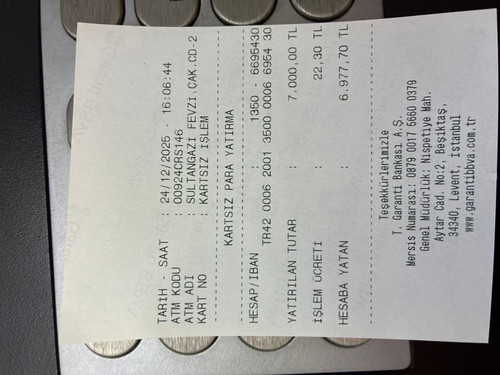 TARİH - SAAT : 24/12/2025 16:06:44
ATM KODU : 00924CRS146
ATM ADI : SULTANGAZİ FEVZİ.ÇAK.CD-2
KART NO : KARTSIZ İŞLEM
KARTSIZ PARA YATIRMA
HESAP/IBAN : 1350 - 6695430
TR42 0006 2001 3500 0006 6954 30
YATIRILAN TUTAR : 7.000,00 TL
İŞLEM ÜCRETİ : 22,30 TL
HESABA YATAN : 6.977,70 TL
Teşekkürlerimizle
T. Garanti Bankası A.Ş.
Mersis Numarası: 0879 0017 5660 0379
Genel Müdürlük: Nispetiye Mah.
Aytar Cad. No:2, Beşiktaş,
34340, Levent, İstanbul
www.garantibbva.com.tr